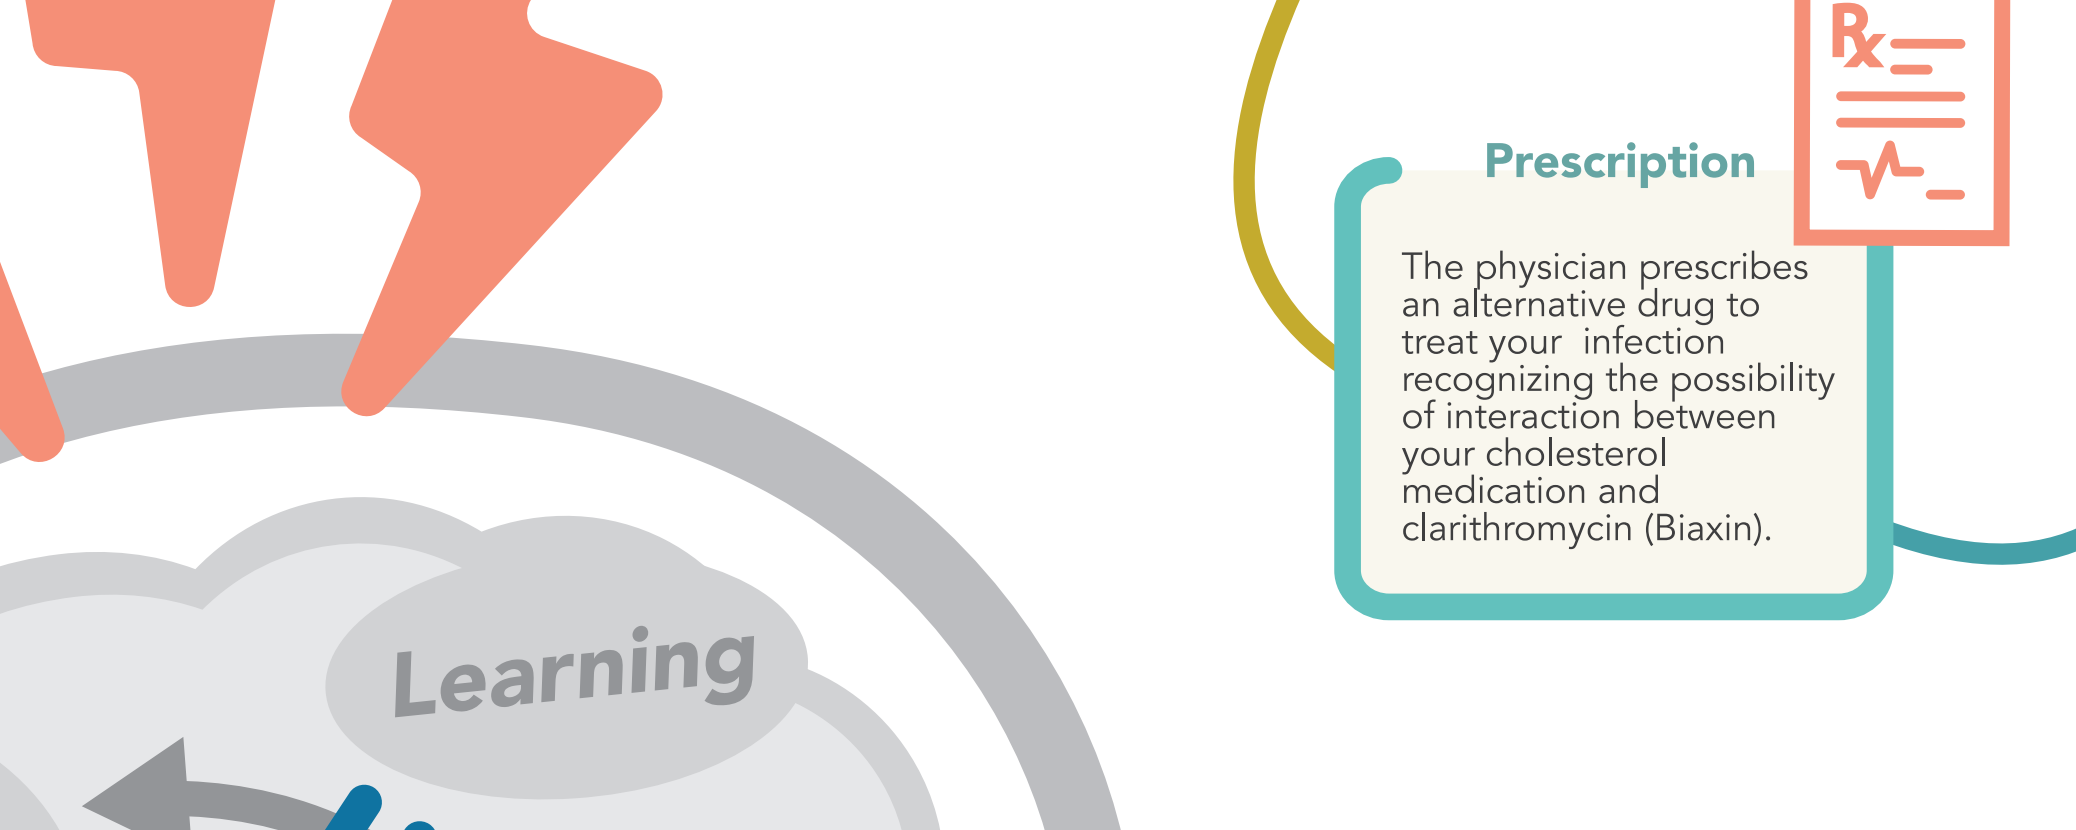 Rx
Prescription
The physician prescribes
an alternative drug to
treat your  infection
recognizing the possibility
of interaction between
your cholesterol
medication and
clarithromycin (Biaxin).
Learning